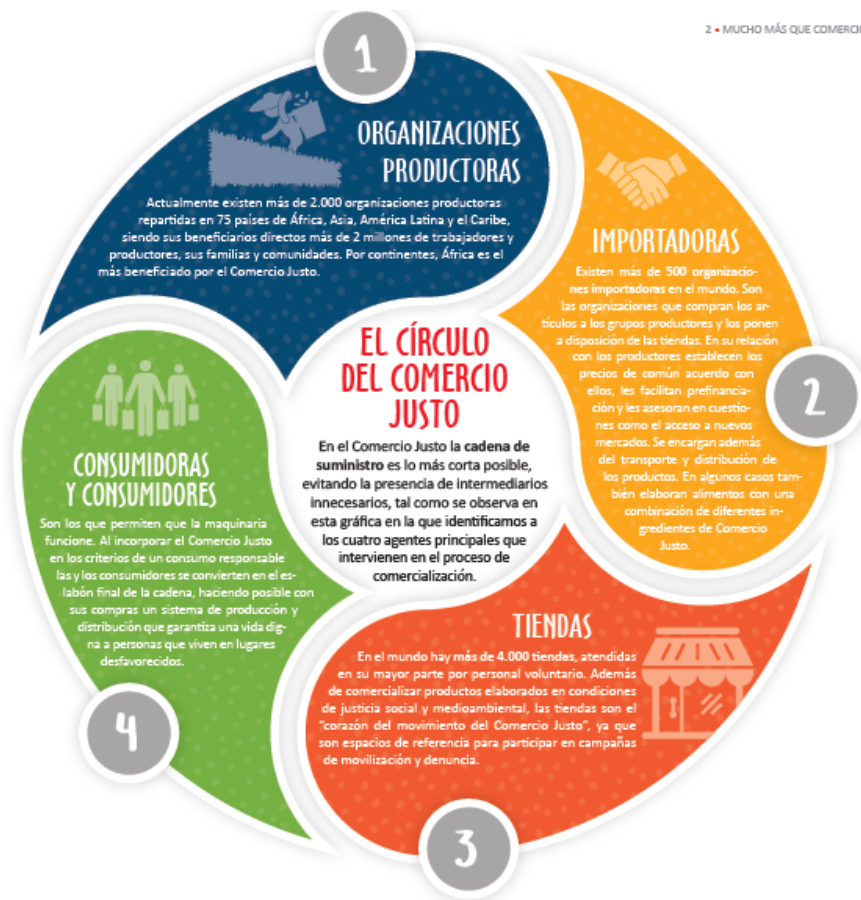 2 • MUCHO MÁS QUE COMERCIO
1
ORGANIZACIONES
PRODUCTORAS
Actualmente existen más de 2.000 organizaciones productoras
repartidas en 75 países de África, Asia, América Latina y el Caribe,
siendo sus beneficiarios directos más de 2 millones de trabajadores y
productores, sus familias y comunidades. Por continentes, África es el
más beneficiado por el Comercio Justo.
IMPORTADORAS
Existen más de 500 organizacio-
nes importadoras en el mundo. Son
las organizaciones que compran los ar-
tículos a los grupos productores y los ponen
a disposición de las tiendas. En su relación
con los productores establecen los
precios de común acuerdo con
ellos, les facilitan prefinancia-
ción y les asesoran en cuestio-
nes como el acceso a nuevos
mercados. Se encargan además
del transporte y distribución de
los productos. En algunos casos tam-
bién elaboran alimentos con una
combinación de diferentes in-
gredientes de Comercio
Justo.
2
EL CÍRCULO
DEL COMERCIO
JUSTO
En el Comercio Justo la cadena de
suministro es lo más corta posible,
evitando la presencia de intermediarios
innecesarios, tal como se observa en
esta gráfica en la que identificamos a
los cuatro agentes principales que
intervienen en el proceso de
comercialización.
TIENDAS
En el mundo hay más de 4.000 tiendas, atendidas
en su mayor parte por personal voluntario. Además
de comercializar productos elaborados en condiciones
de justicia social y medioambiental, las tiendas son el
"corazón del movimiento del Comercio Justo", ya que
son espacios de referencia para participar en campañas
de movilización y denuncia.
3
CONSUMIDORAS
Y CONSUMIDORES
Son los que permiten que la maquinaria
funcione. Al incorporar el Comercio Justo
en los criterios de un consumo responsable
las y los consumidores se convierten en el es-
labón final de la cadena, haciendo posible con
sus compras un sistema de producción y
distribución que garantiza una vida dig-
na a personas que viven en lugares
desfavorecidos.
4